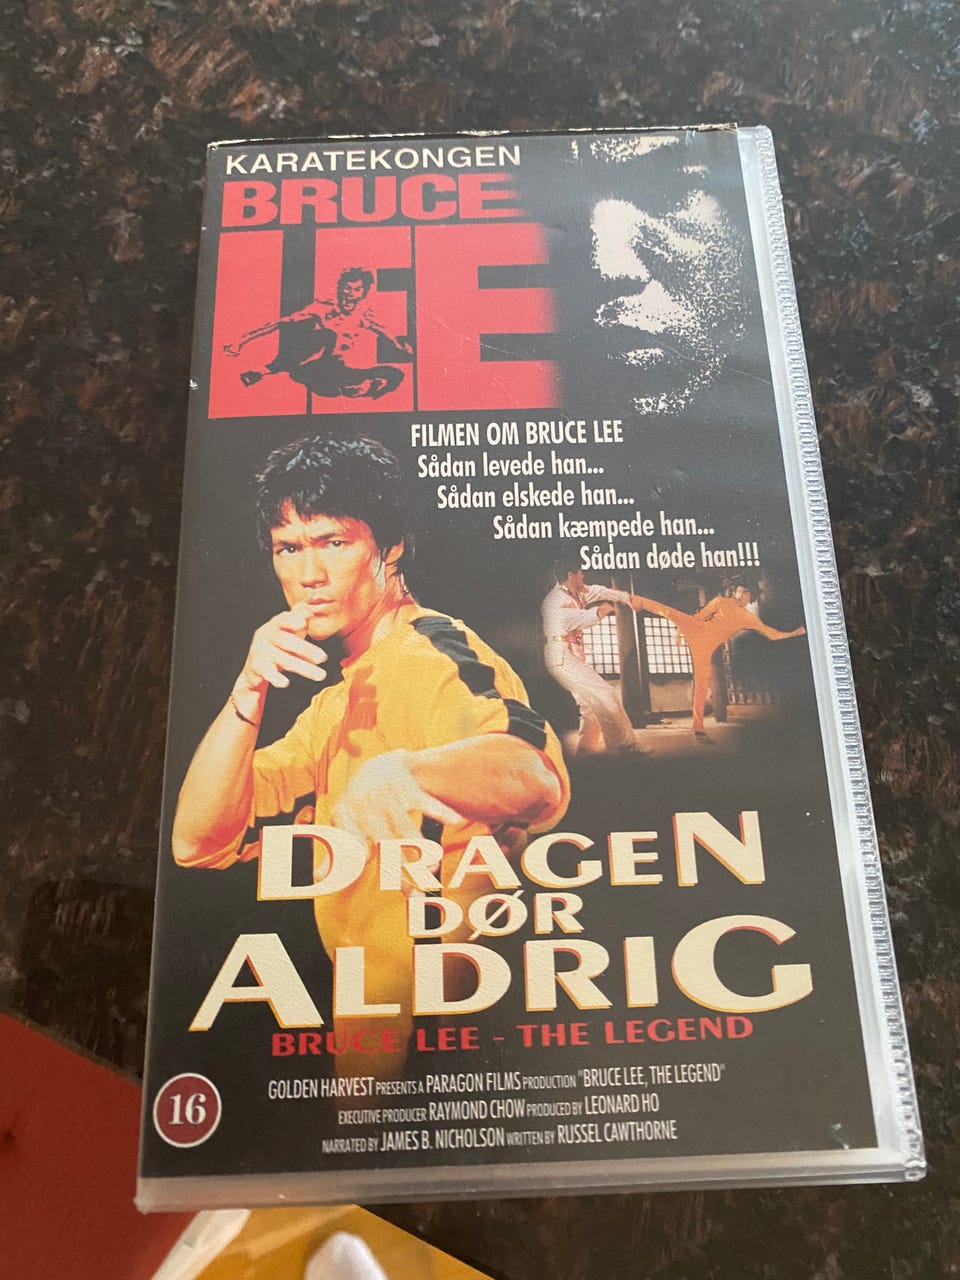 KARATEKONGEN
BRUCE
LEE
FILMEN OM BRUCE LEE
Sådan levede han...
Sådan elskede han...
Sådan kæmpede han...
Sådan døde han!!!
DRAGEN
DØR
ALDRIG
BRUCE LEE - THE LEGEND
GOLDEN HARVEST PRESENTS A PARAGON FILMS PRODUCTION "BRUCE LEE, THE LEGEND"
EXECUTIVE PRODUCER RAYMOND CHOW PRODUCED BY LEONARD HO
NARRATED BY JAMES B. NICHOLSON WRITTEN BY RUSSEL CAWTHORNE
16